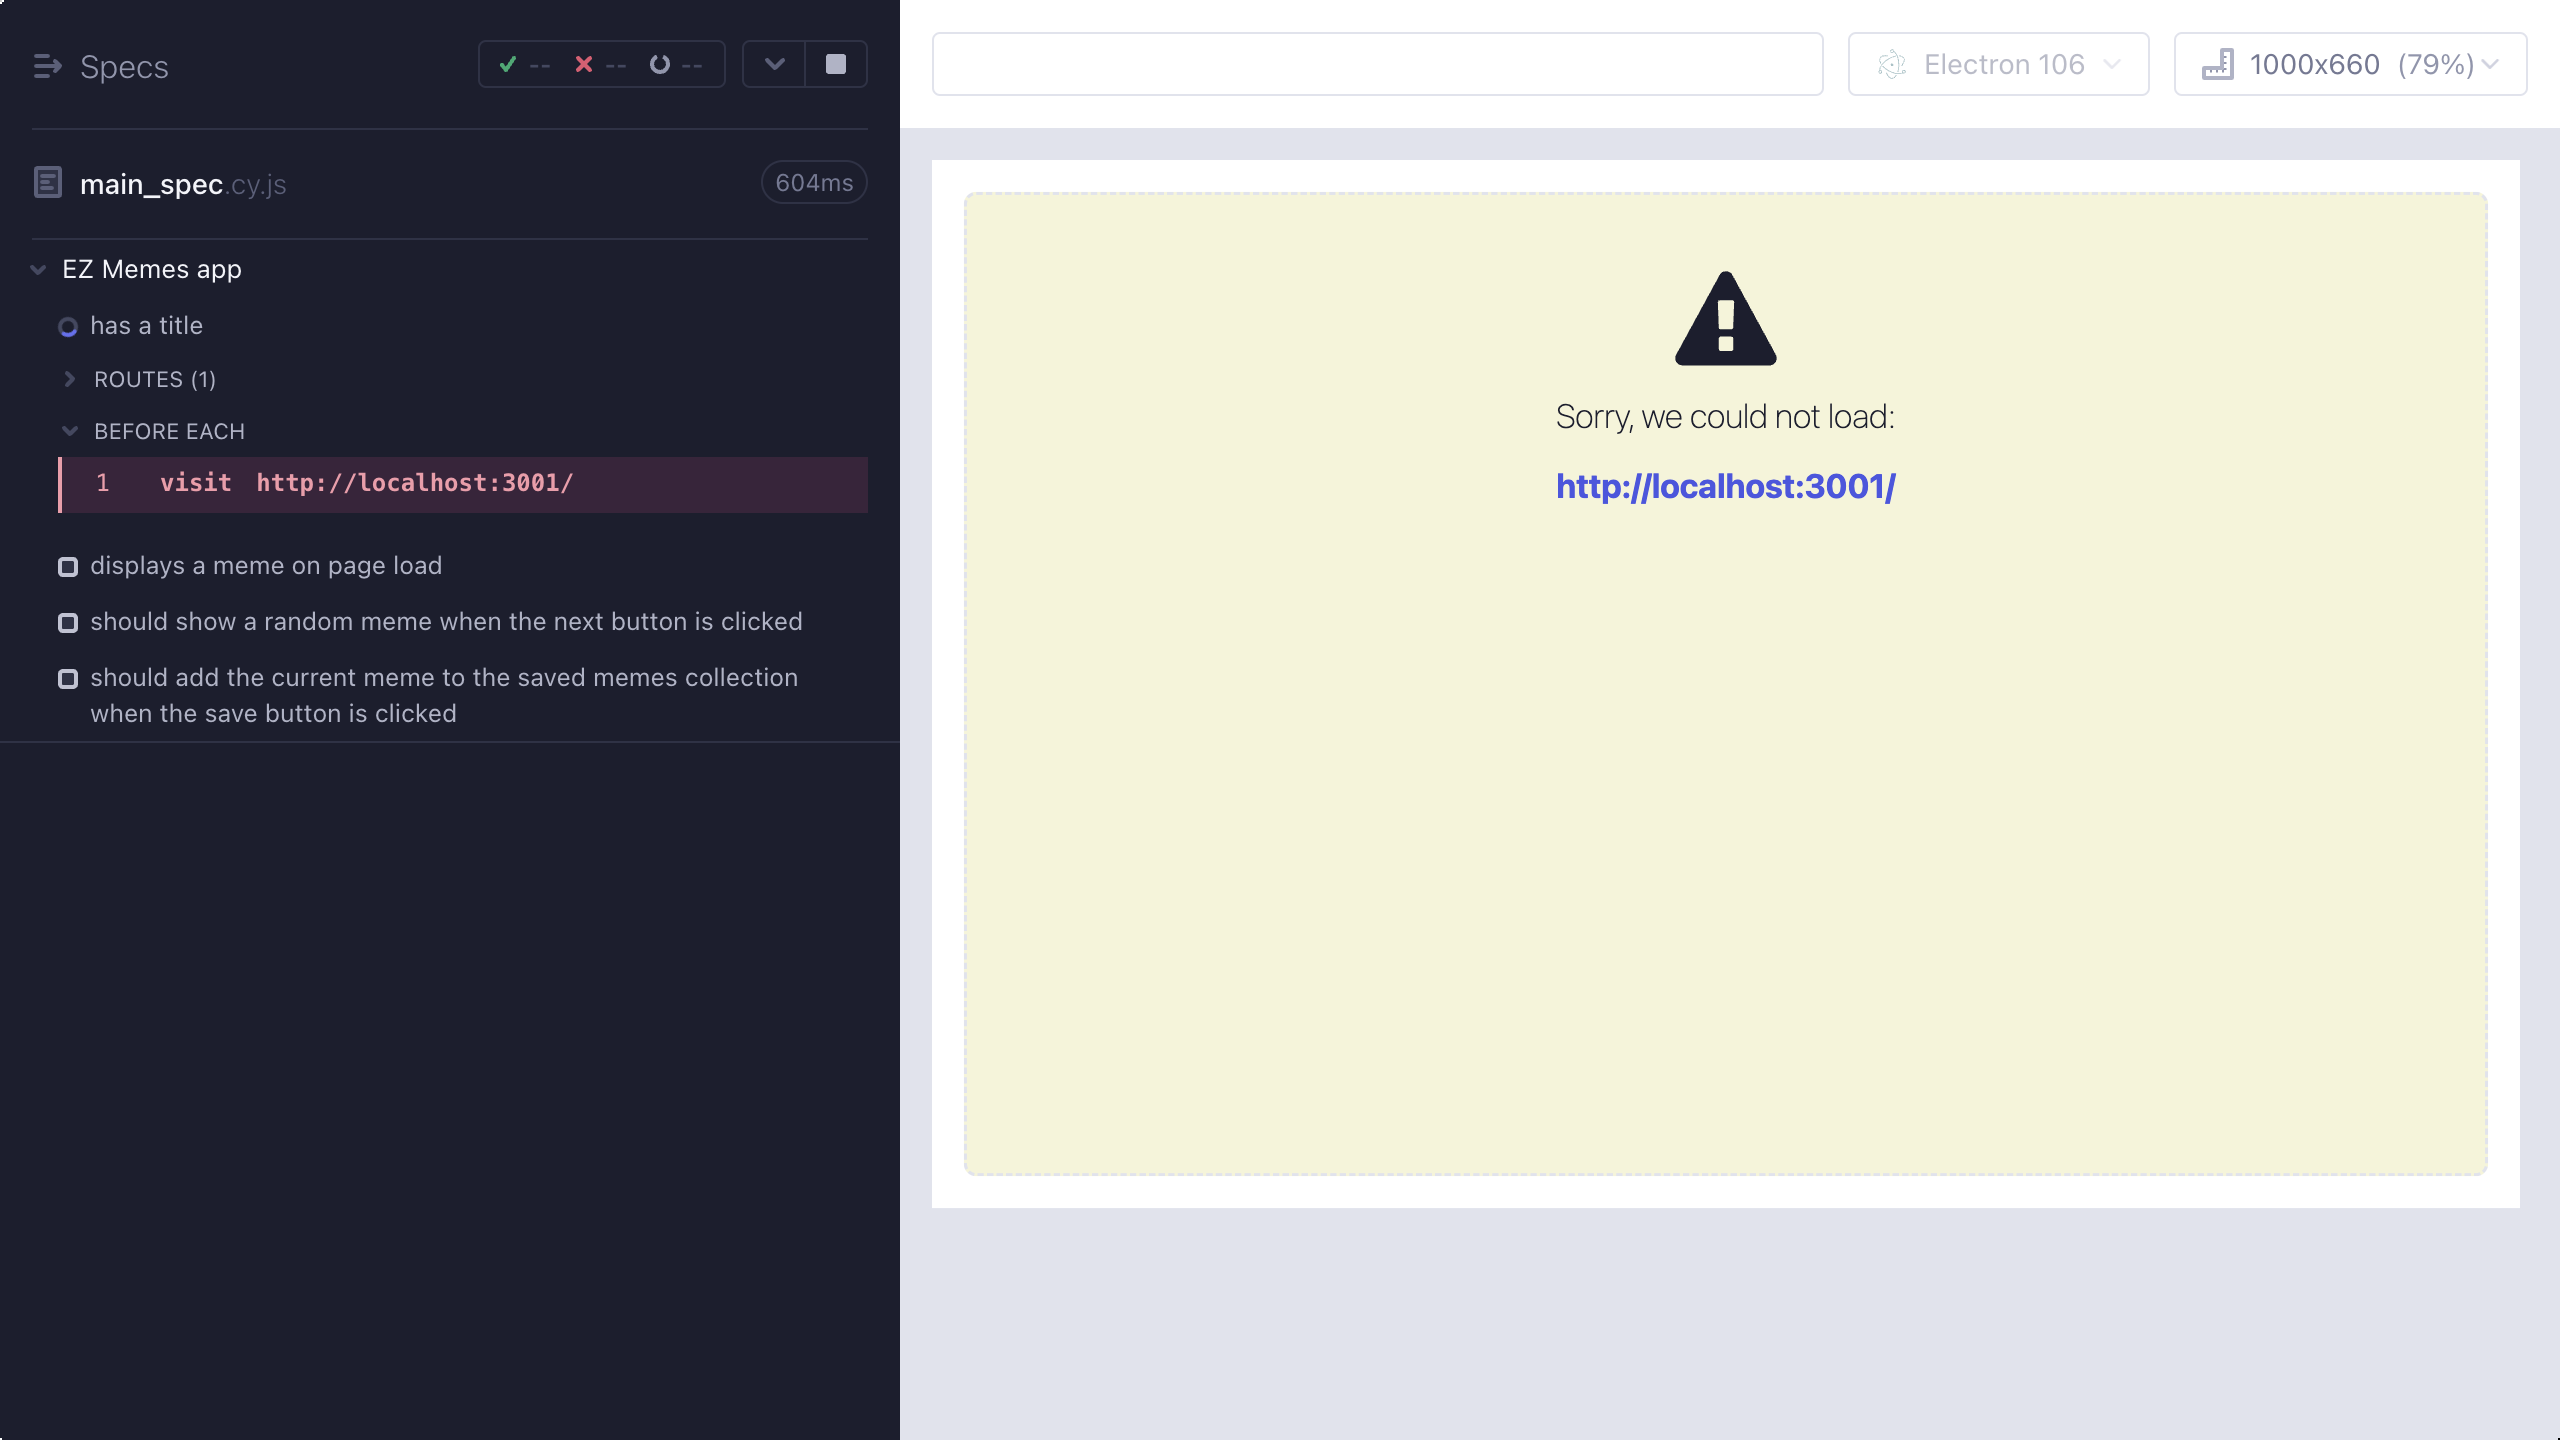 Specs
-- -- --
main_spec.cy.js
604ms
EZ Memes app
has a title
ROUTES (1)
BEFORE EACH
1 visit http://localhost:3001/
displays a meme on page load
should show a random meme when the next button is clicked
should add the current meme to the saved memes collection
when the save button is clicked
Electron 106
1000x660 (79%)
Sorry, we could not load:
http://localhost:3001/